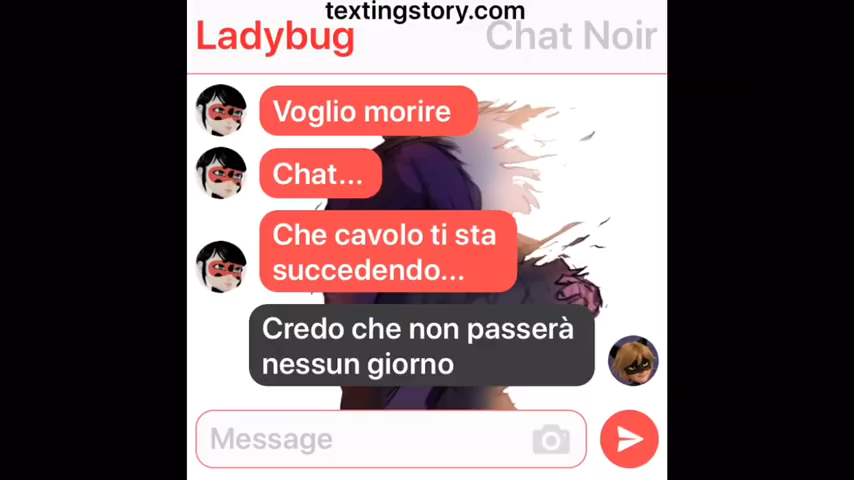 textingstory.com
Ladybug
Chat Noir
Voglio morire
Chat...
Che cavolo ti sta
succedendo...
Credo che non passerà
nessun giorno
Message